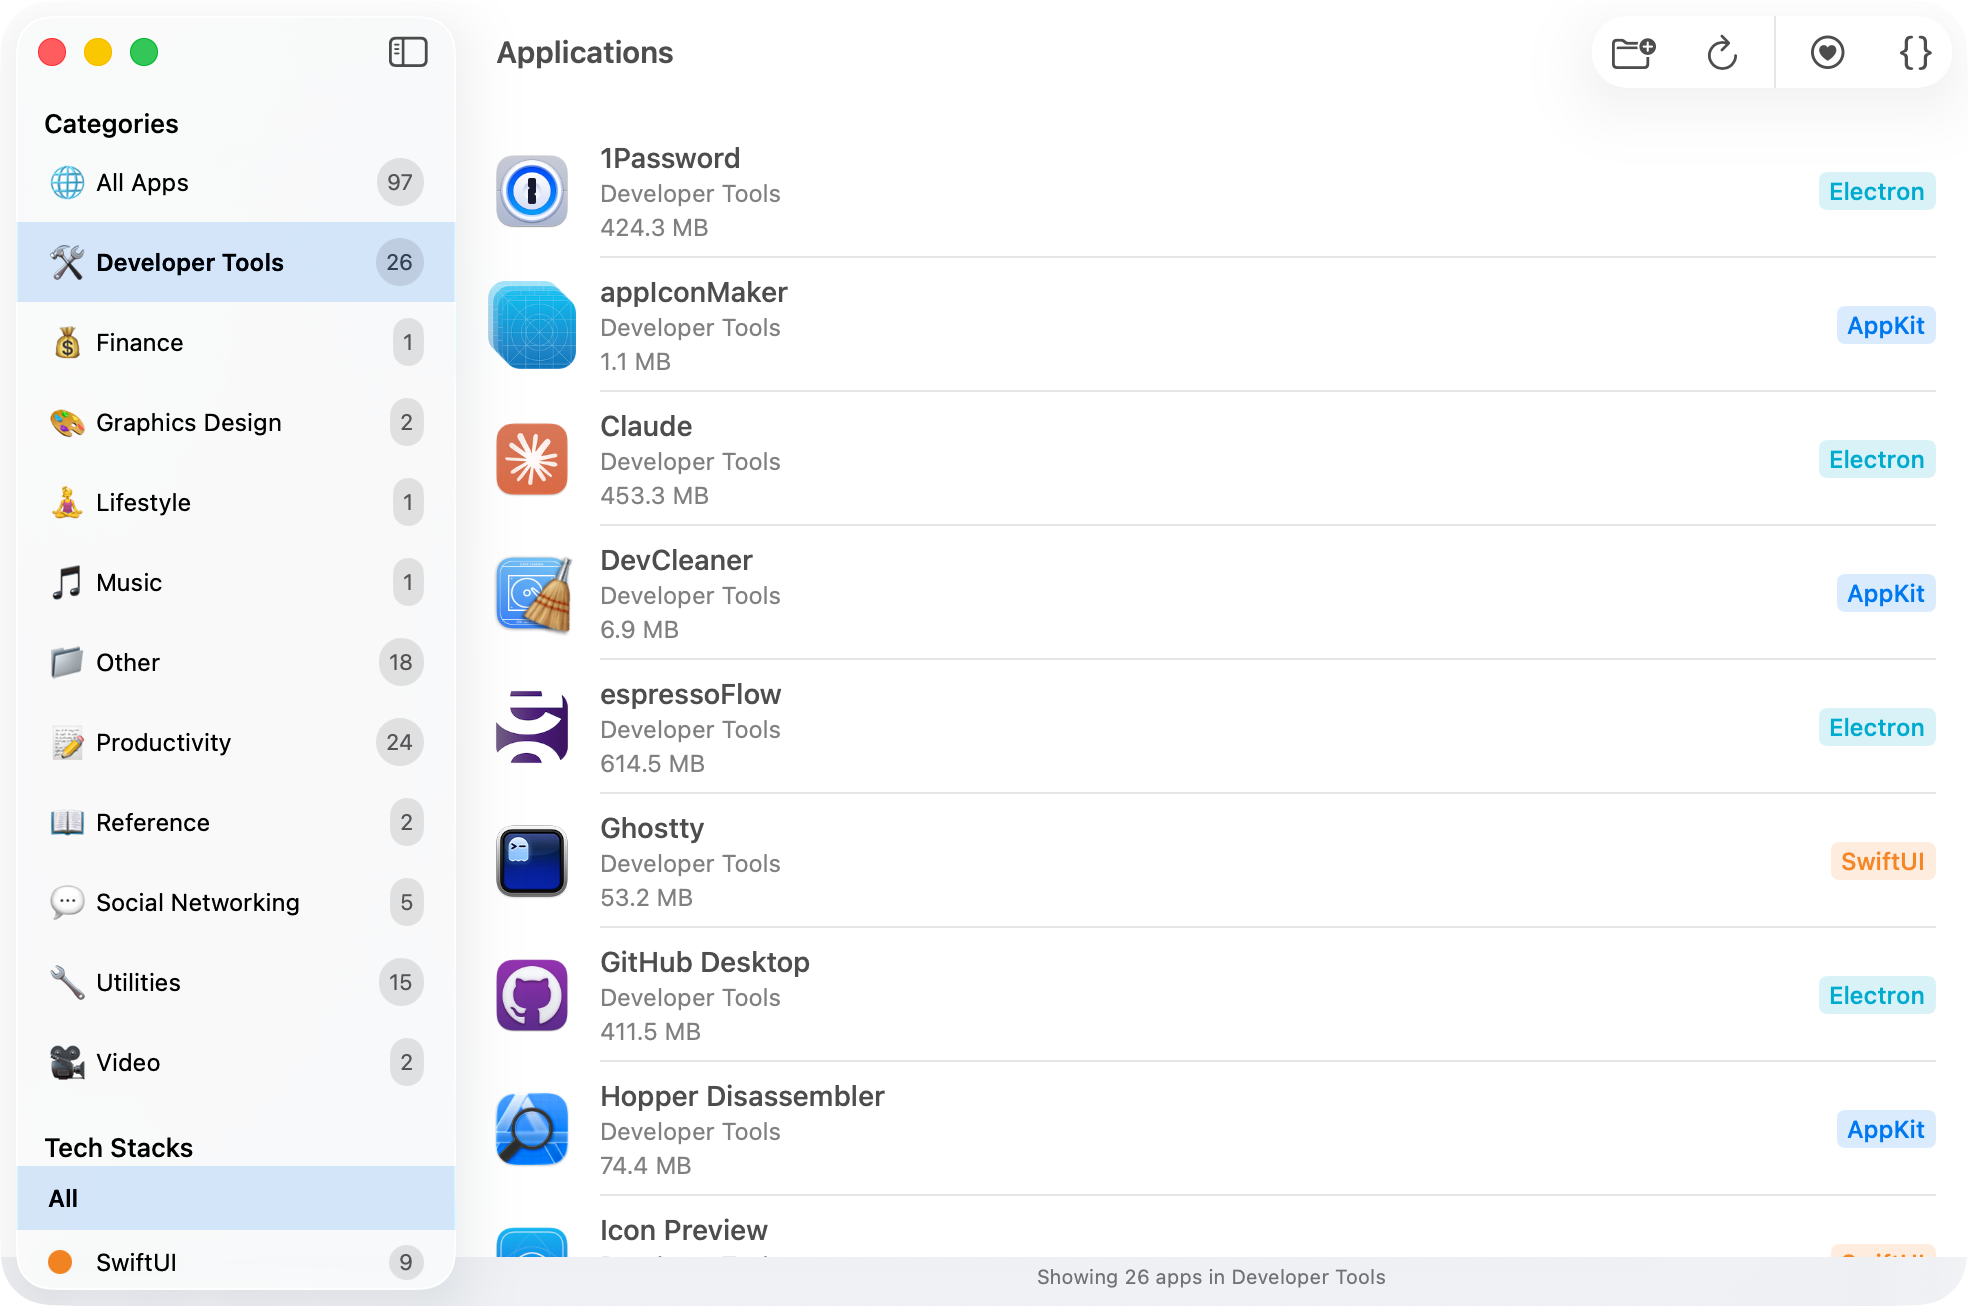 Categories
All Apps 97
Developer Tools 26
Finance 1
Graphics Design 2
Lifestyle 1
Music 1
Other 18
Productivity 24
Reference 2
Social Networking 5
Utilities 15
Video 2
Tech Stacks
All
SwiftUI 9
Applications
1Password
Developer Tools
424.3 MB
Electron
appIconMaker
Developer Tools
1.1 MB
AppKit
Claude
Developer Tools
453.3 MB
Electron
DevCleaner
Developer Tools
6.9 MB
AppKit
espressoFlow
Developer Tools
614.5 MB
Electron
Ghostty
Developer Tools
53.2 MB
SwiftUI
GitHub Desktop
Developer Tools
411.5 MB
Electron
Hopper Disassembler
Developer Tools
74.4 MB
AppKit
Icon Preview
Showing 26 apps in Developer Tools